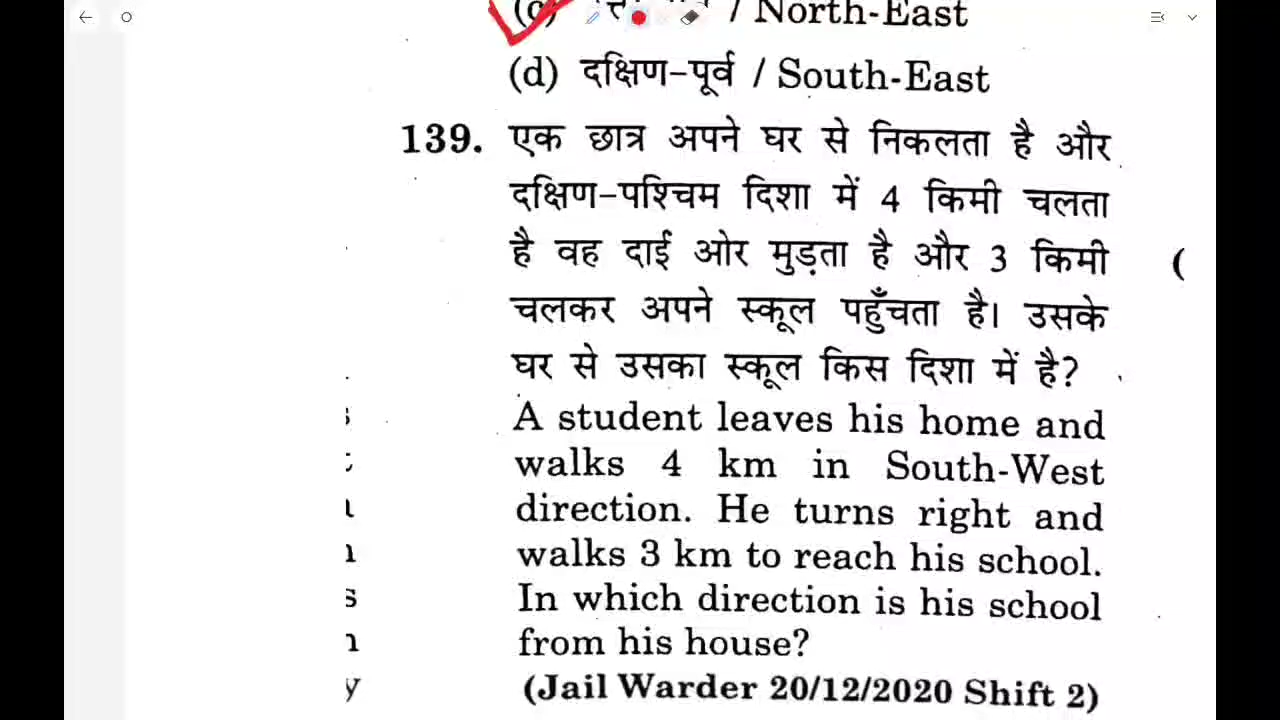 (c) / North-East
(d) दक्षिण-पूर्व / South-East
139. एक छात्र अपने घर से निकलता है और
दक्षिण-पश्चिम दिशा में 4 किमी चलता
है वह दाई ओर मुड़ता है और 3 किमी
(
चलकर अपने स्कूल पहुँचता है। उसके
घर से उसका स्कूल किस दिशा में है?
A student leaves his home and
walks 4 km in South-West
direction. He turns right and
walks 3 km to reach his school.
In which direction is his school
from his house?
(Jail Warder 20/12/2020 Shift 2)
s
y